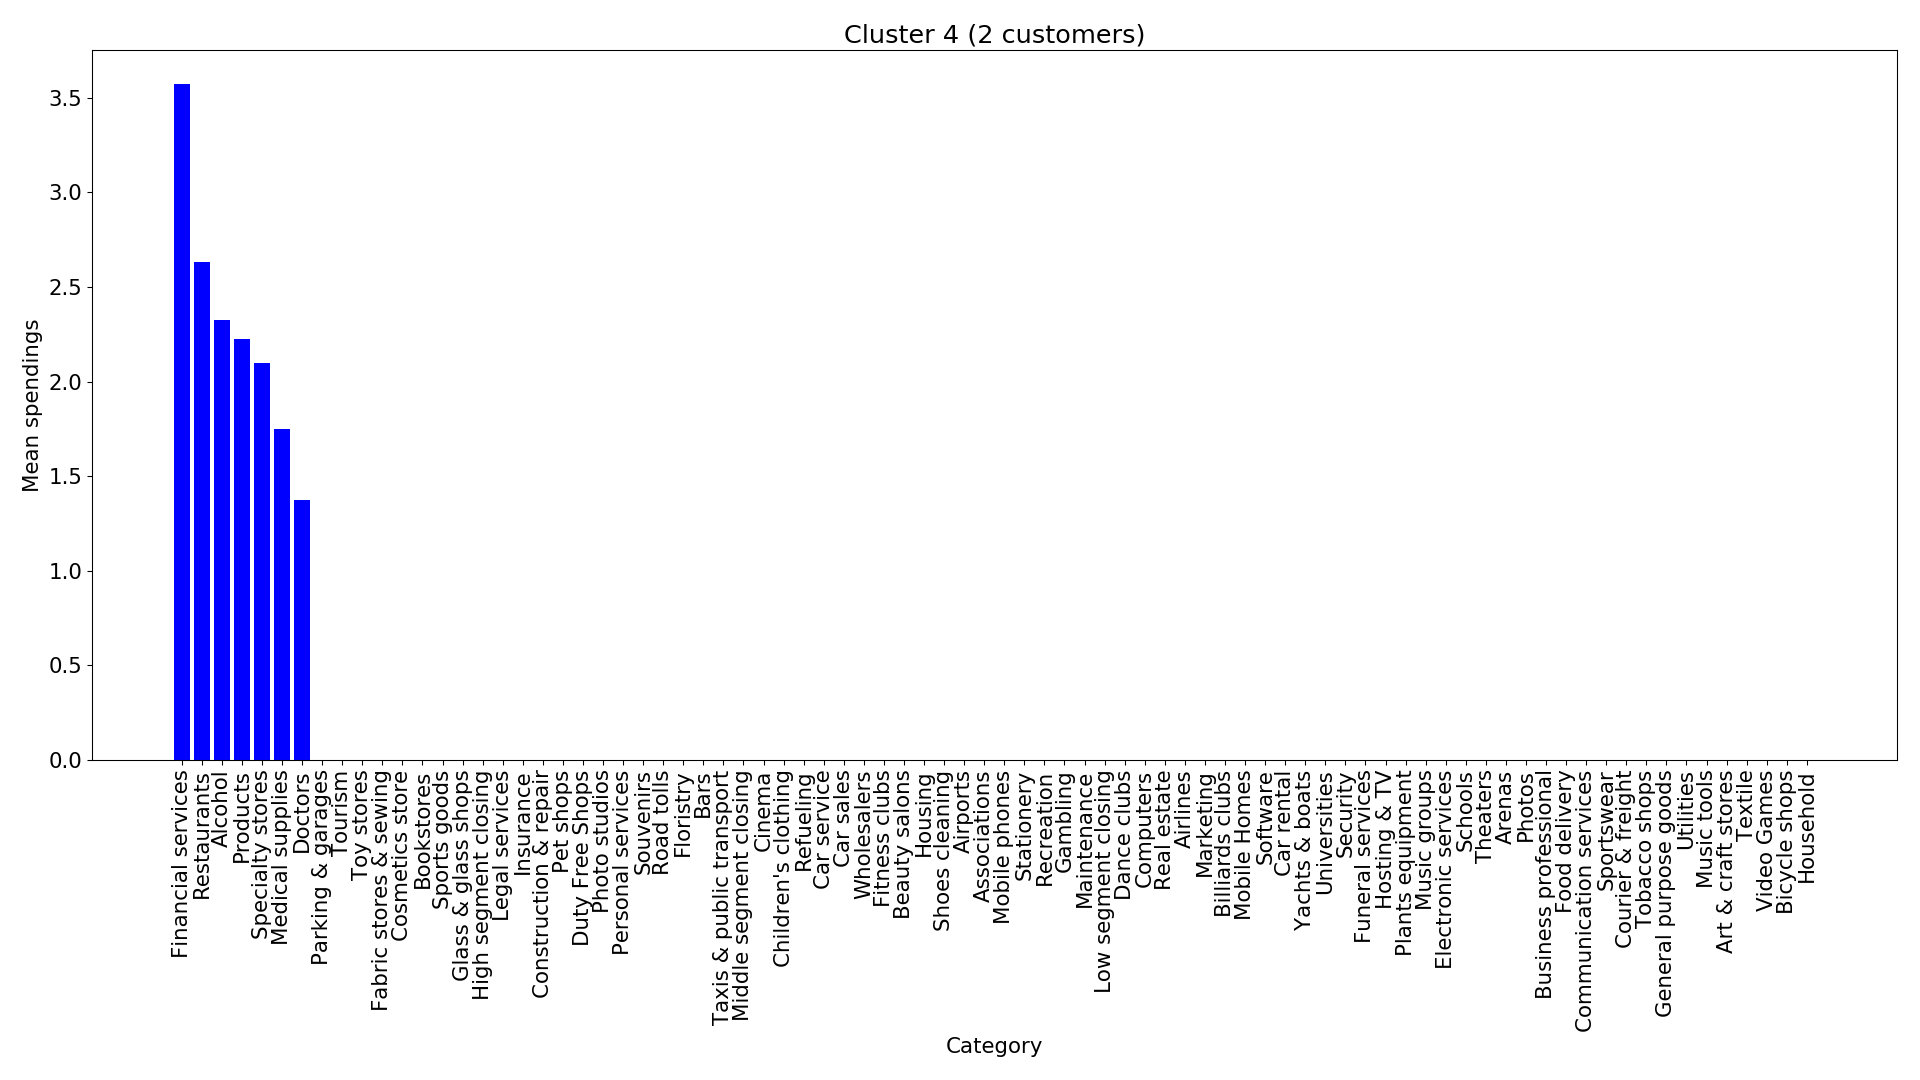 Cluster 4 (2 customers)
Mean spendings
3.5
3.0
2.5
2.0
1.5
1.0
0.5
0.0
Financial services
Restaurants
Alcohol
Products
Specialty stores
Medical supplies
Doctors
Parking & garages
Tourism
Toy stores
Fabric stores & sewing
Cosmetics store
Bookstores
Sports goods
Glass & glass shops
High segment closing
Legal services
Insurance
Construction & repair
Pet shops
Duty Free Shops
Photo studios
Personal services
Souvenirs
Road tolls
Floristry
Bars
Taxis & public transport
Middle segment closing
Cinema
Children's clothing
Refueling
Car service
Car sales
Wholesalers
Fitness clubs
Beauty salons
Housing
Shoes cleaning
Airports
Associations
Mobile phones
Stationery
Recreation
Gambling
Maintenance
Low segment closing
Dance clubs
Computers
Real estate
Airlines
Marketing
Billiards clubs
Mobile Homes
Software
Car rental
Yachts & boats
Universities
Security
Funeral services
Hosting & TV
Plants equipment
Music groups
Electronic services
Schools
Theaters
Arenas
Photos
Business professional
Food delivery
Communication services
Sportswear
Courier & freight
Tobacco shops
General purpose goods
Utilities
Music tools
Art & craft stores
Textile
Video Games
Bicycle shops
Household
Category